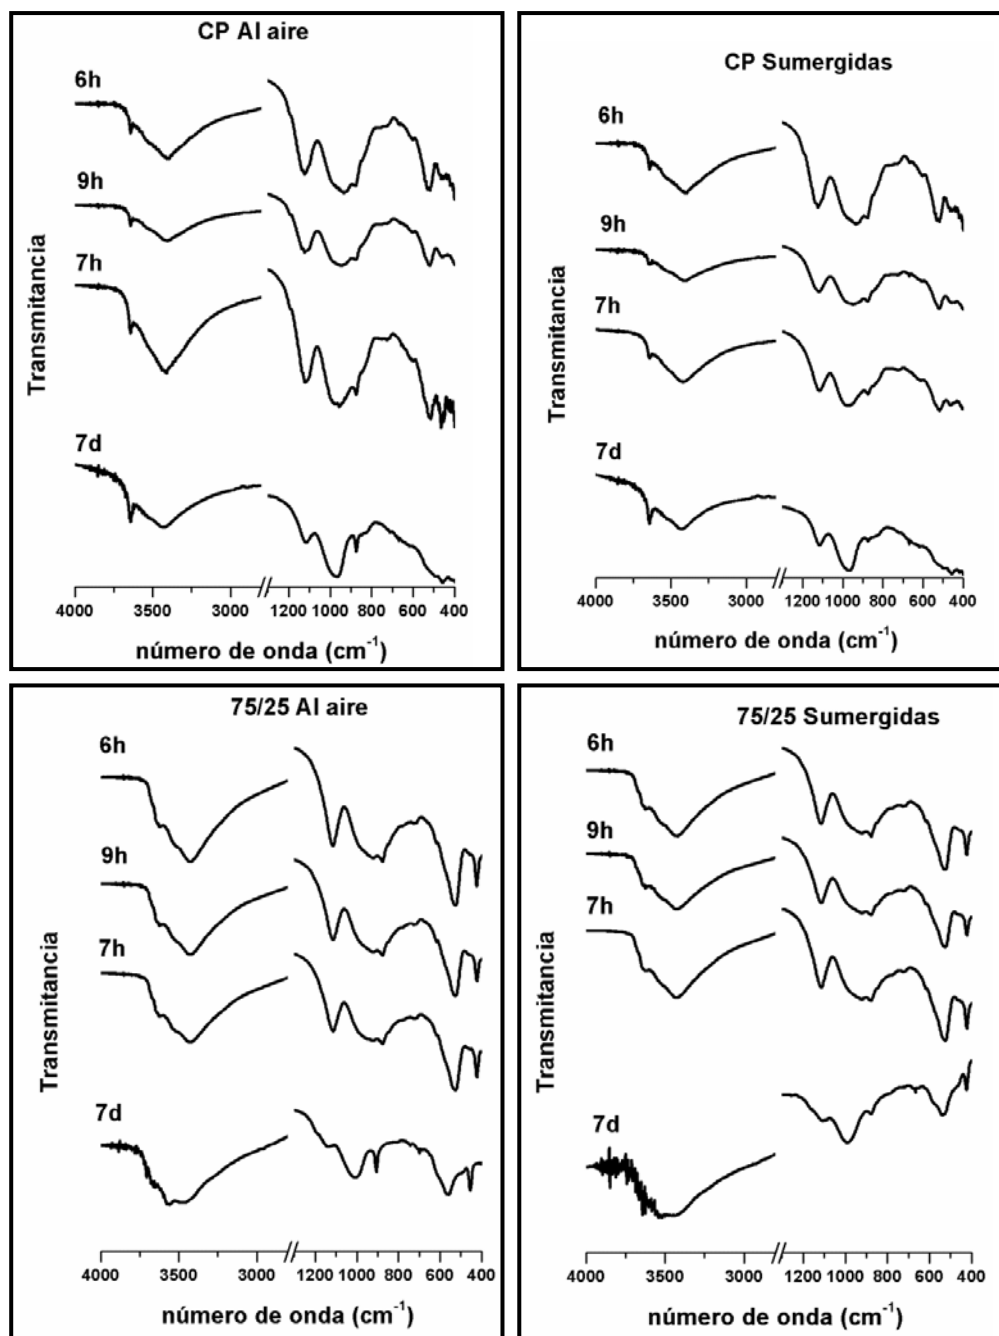 CP Al aire
6h
9h
7h
7d
Transmitancia
4000 3500 3000 1200 1000 800 600 400
número de onda (cm-1)
CP Sumergidas
6h
9h
7h
7d
Transmitancia
4000 3500 3000 1200 1000 800 600 400
número de onda (cm-1)
75/25 Al aire
6h
9h
7h
7d
Transmitancia
4000 3500 3000 1200 1000 800 600 400
número de onda (cm-1)
75/25 Sumergidas
6h
9h
7h
7d
Transmitancia
4000 3500 3000 1200 1000 800 600 400
número de onda (cm-1)